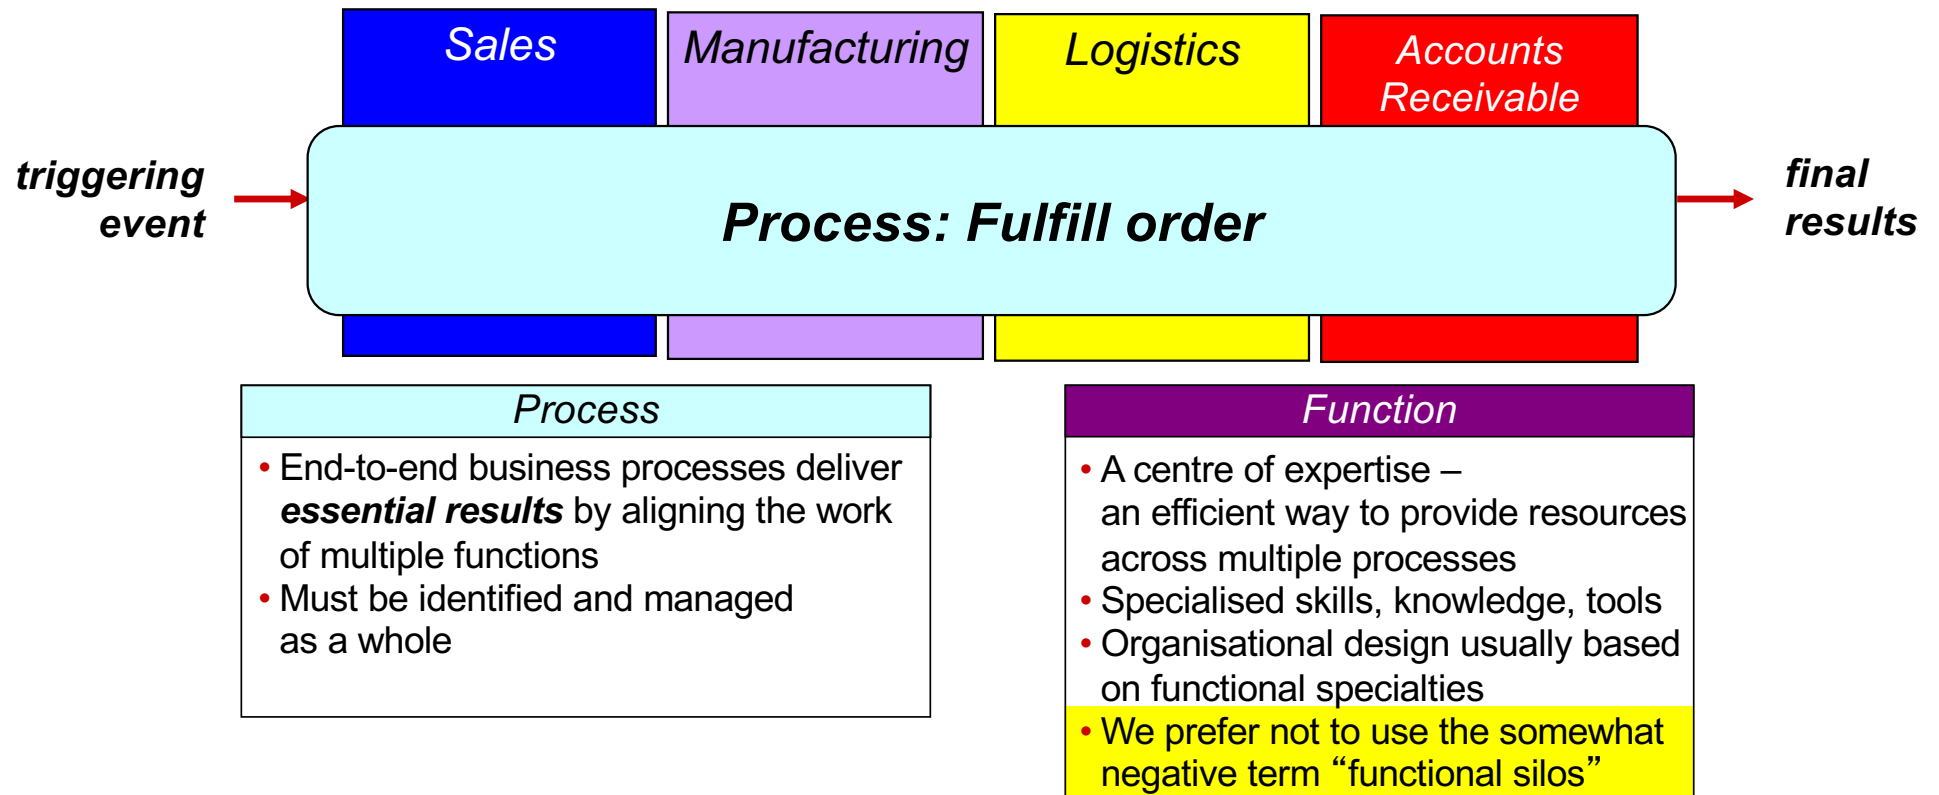 Sales
Manufacturing
Logistics
Accounts
Receivable
triggering
event
Process: Fulfill order
final
results
Process
• End-to-end business processes deliver
essential results by aligning the work
of multiple functions
• Must be identified and managed
as a whole
Function
• A centre of expertise –
an efficient way to provide resources
across multiple processes
• Specialised skills, knowledge, tools
• Organisational design usually based
on functional specialties
• We prefer not to use the somewhat
negative term “functional silos”